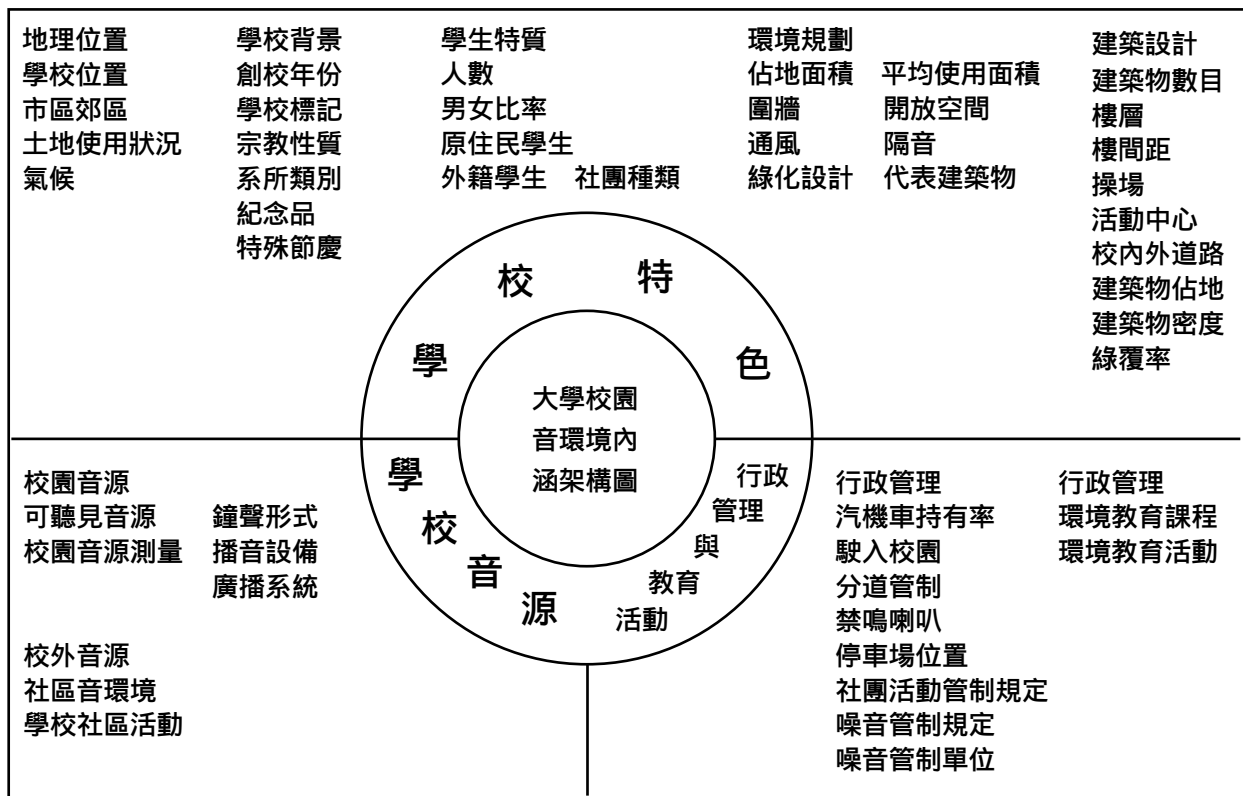 地理位置
學校位置
市區郊區
土地使用狀況
氣候
學校背景
創校年份
學校標記
宗教性質
系所類別
紀念品
特殊節慶
學生特質
人數
男女比率
原住民學生
外籍學生 社團種類
環境規劃
佔地面積 平均使用面積
圍牆 開放空間
通風 隔音
綠化設計 代表建築物
建築設計
建築物數目
樓層
樓間距
操場
活動中心
校內外道路
建築物佔地
建築物密度
綠覆率
學校特色
大學校園
音環境內
涵架構圖
學校音源
行政
管理
與
教育
活動
校園音源
可聽見音源 鐘聲形式
校園音源測量 播音設備
廣播系統
校外音源
社區音環境
學校社區活動
行政管理
汽機車持有率
駛入校園
分道管制
禁鳴喇叭
停車場位置
社團活動管制規定
噪音管制規定
噪音管制單位
行政管理
環境教育課程
環境教育活動